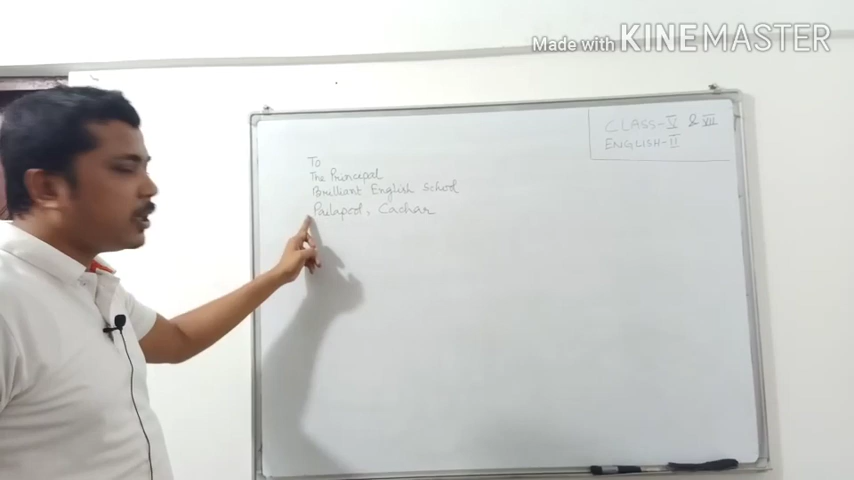 Made with KINEMASTER
CLASS-V & VII
ENGLISH-II
To
The Principal
Brilliant English School
Pailapool, Cachar